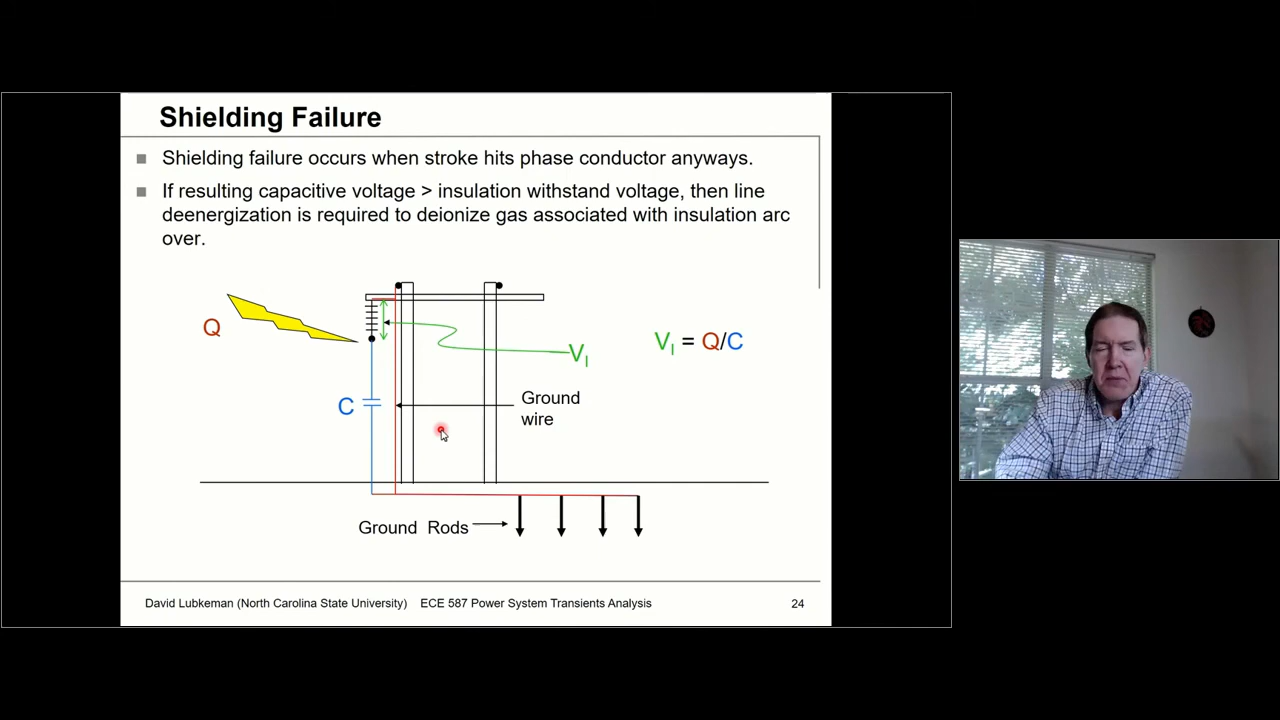 Shielding Failure
Shielding failure occurs when stroke hits phase conductor anyways.
If resulting capacitive voltage > insulation withstand voltage, then line
deenergization is required to deionize gas associated with insulation arc
over.
Q
VI
VI = Q/C
C
Ground
wire
Ground Rods
David Lubkeman (North Carolina State University) ECE 587 Power System Transients Analysis
24